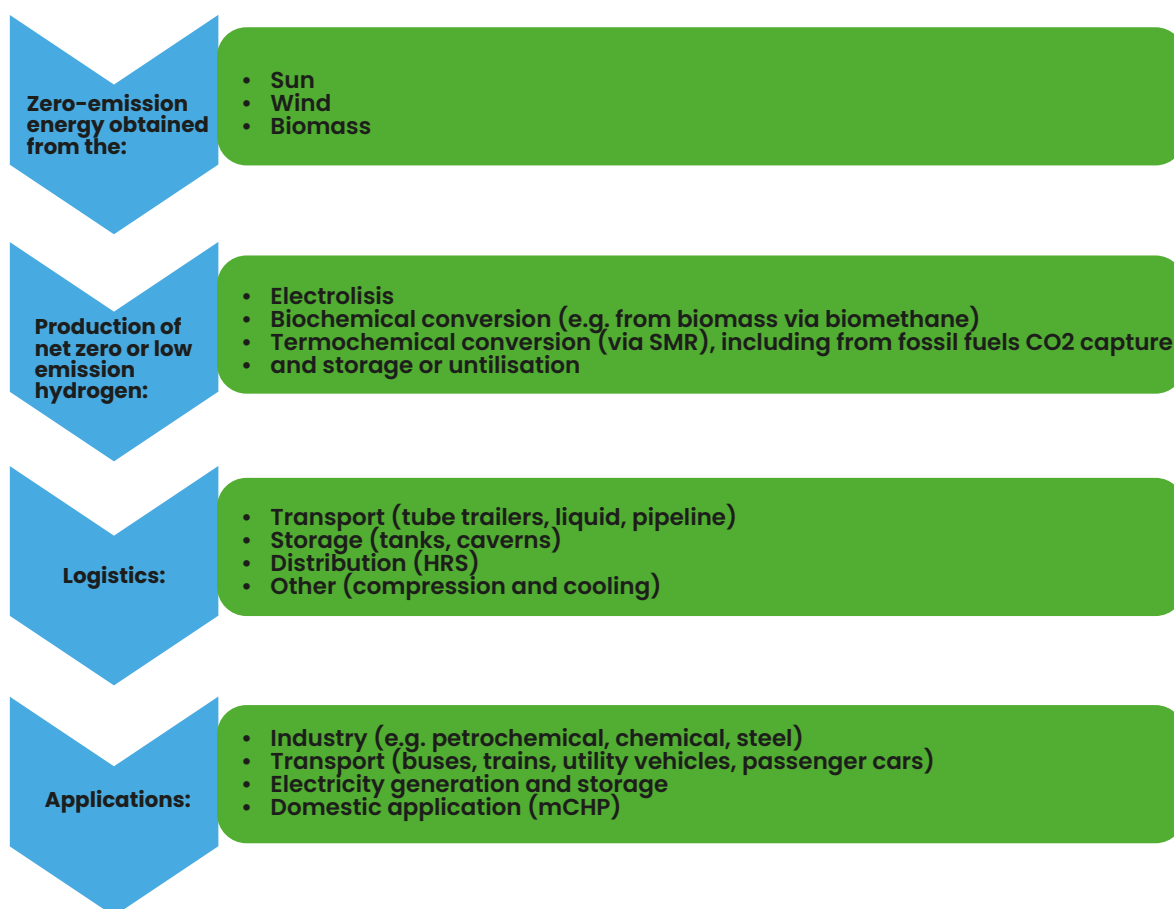 Zero-emission
energy obtained
from the:
• Sun
• Wind
• Biomass
Production of
net zero or low
emission
hydrogen:
• Electrolisis
• Biochemical conversion (e.g. from biomass via biomethane)
• Termochemical conversion (via SMR), including from fossil fuels CO2 capture
• and storage or untilisation
Logistics:
• Transport (tube trailers, liquid, pipeline)
• Storage (tanks, caverns)
• Distribution (HRS)
• Other (compression and cooling)
Applications:
• Industry (e.g. petrochemical, chemical, steel)
• Transport (buses, trains, utility vehicles, passenger cars)
• Electricity generation and storage
• Domestic application (mCHP)